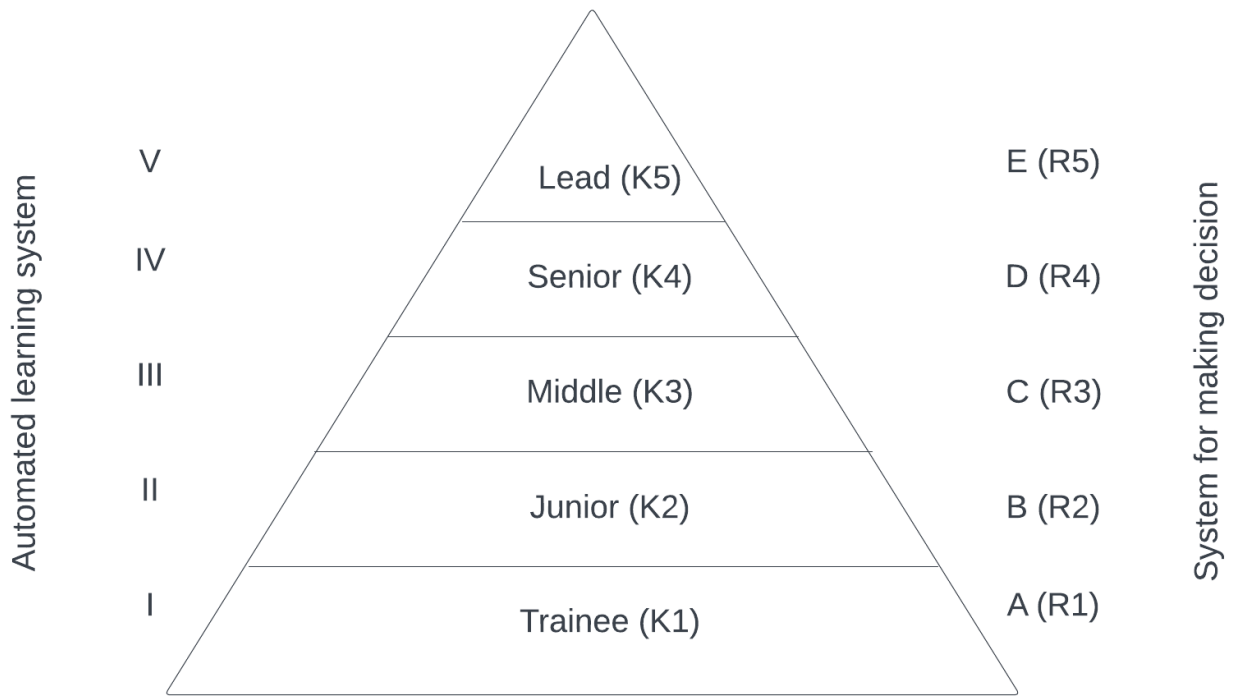 Automated learning system
V
Lead (K5)
E (R5)
IV
Senior (K4)
D (R4)
III
Middle (K3)
C (R3)
II
Junior (K2)
B (R2)
I
Trainee (K1)
A (R1)
System for making decision